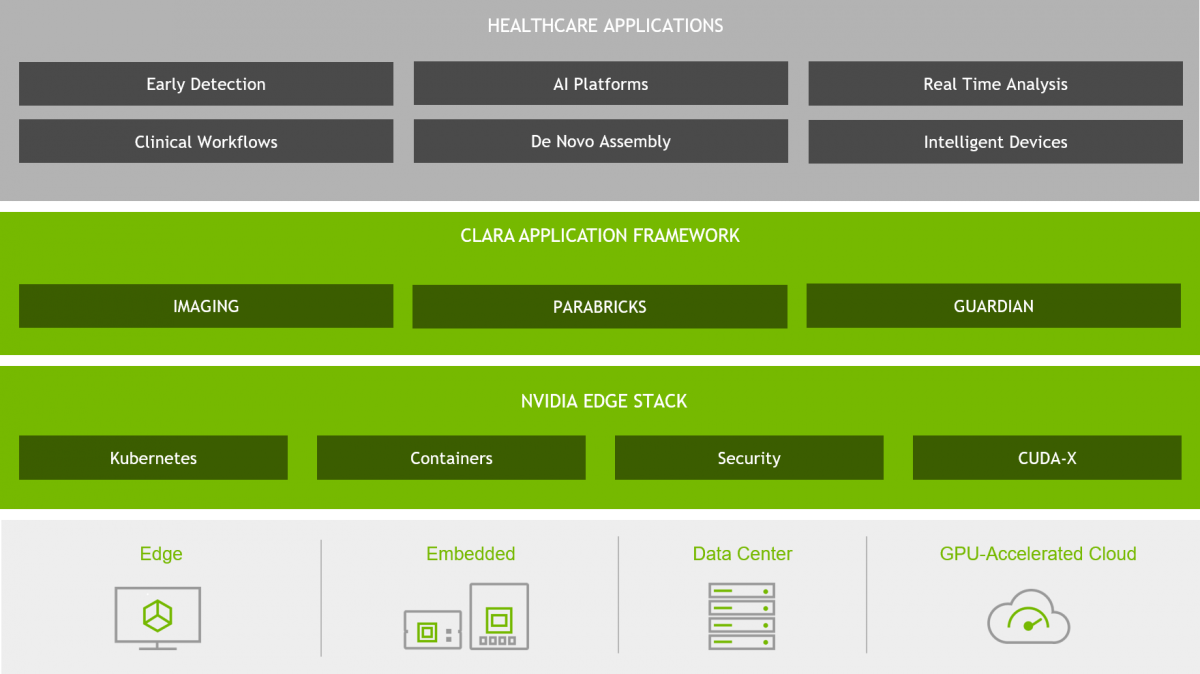 HEALTHCARE APPLICATIONS
Early Detection
AI Platforms
Real Time Analysis
Clinical Workflows
De Novo Assembly
Intelligent Devices
CLARA APPLICATION FRAMEWORK
IMAGING
PARABRICKS
GUARDIAN
NVIDIA EDGE STACK
Kubernetes
Containers
Security
CUDA-X
Edge
Embedded
Data Center
GPU-Accelerated Cloud